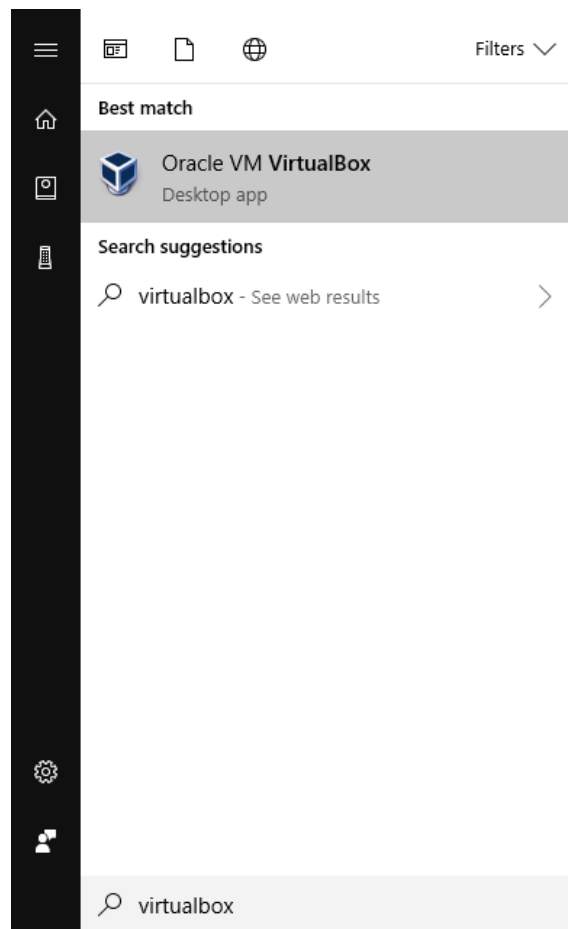 Filters
Best match
Oracle VM VirtualBox
Desktop app
Search suggestions
virtualbox - See web results
virtualbox